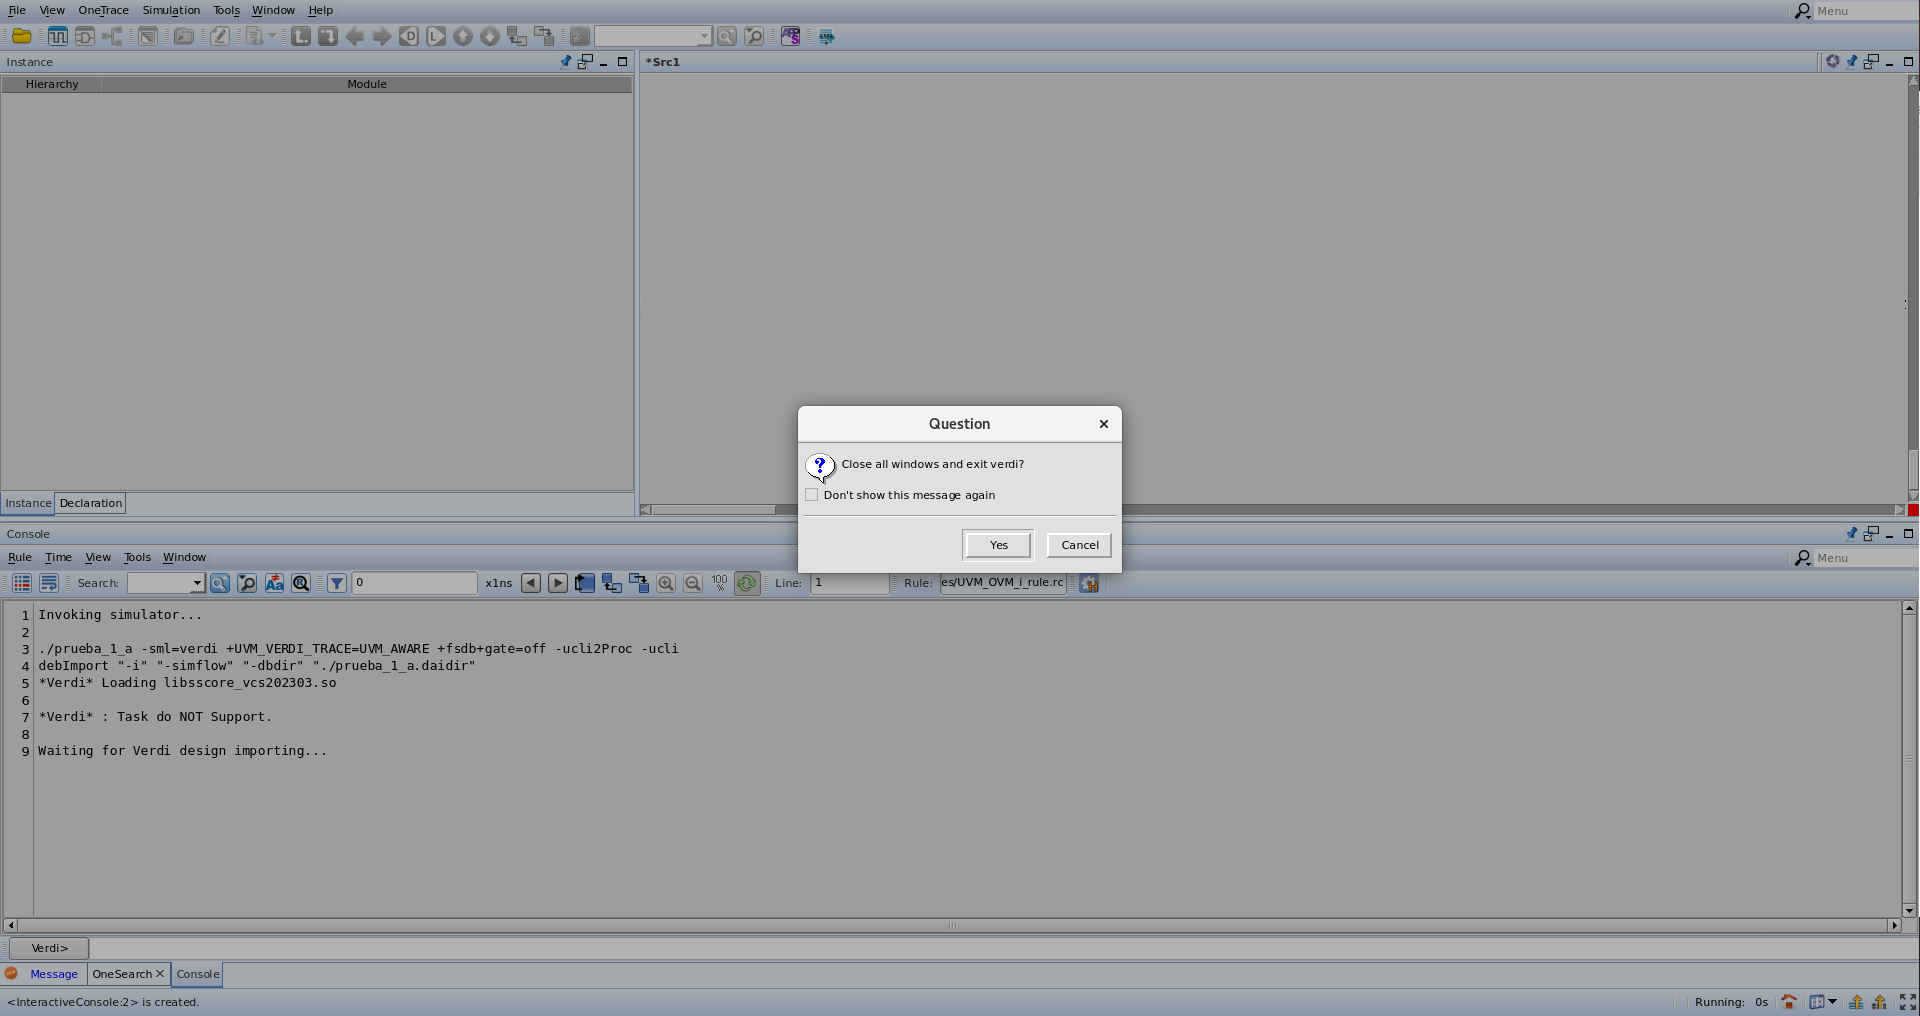 File View OneTrace Simulation Tools Window Help
Menu
Instance
*Src1
Hierarchy Module
Question
Close all windows and exit verdi?
Don't show this message again
Yes Cancel
Instance Declaration
Console
Rule Time View Tools Window
Menu
Search: 0 x1ns 100 % Line: 1 Rule: es/UVM_OVM_i_rule.rc
1 Invoking simulator...
2
3 ./prueba_1_a -sml=verdi +UVM_VERDI_TRACE=UVM_AWARE +fsdb+gate=off -ucli2Proc -ucli
4 debImport "-i" "-simflow" "-dbdir" "./prueba_1_a.daidir"
5 *Verdi* Loading libsscore_vcs202303.so
6
7 *Verdi* : Task do NOT Support.
8
9 Waiting for Verdi design importing...
Verdi>
Message OneSearch Console
<InteractiveConsole:2> is created.
Running: 0s